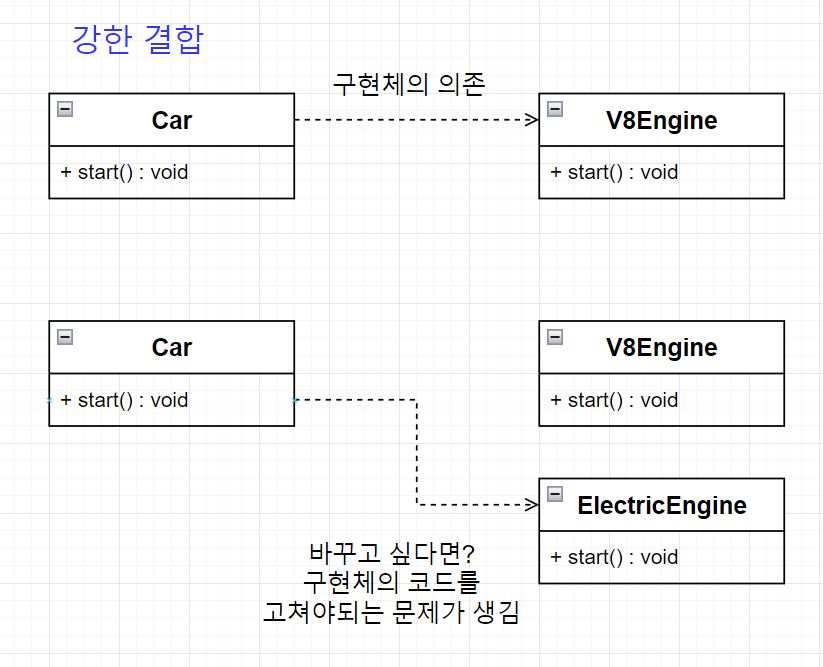 강한 결합
구현체의 의존
Car
V8Engine
+ start() : void
+ start() : void
Car
V8Engine
+ start() : void
+ start() : void
ElectricEngine
+ start() : void
바꾸고 싶다면?
구현체의 코드를
고쳐야되는 문제가 생김